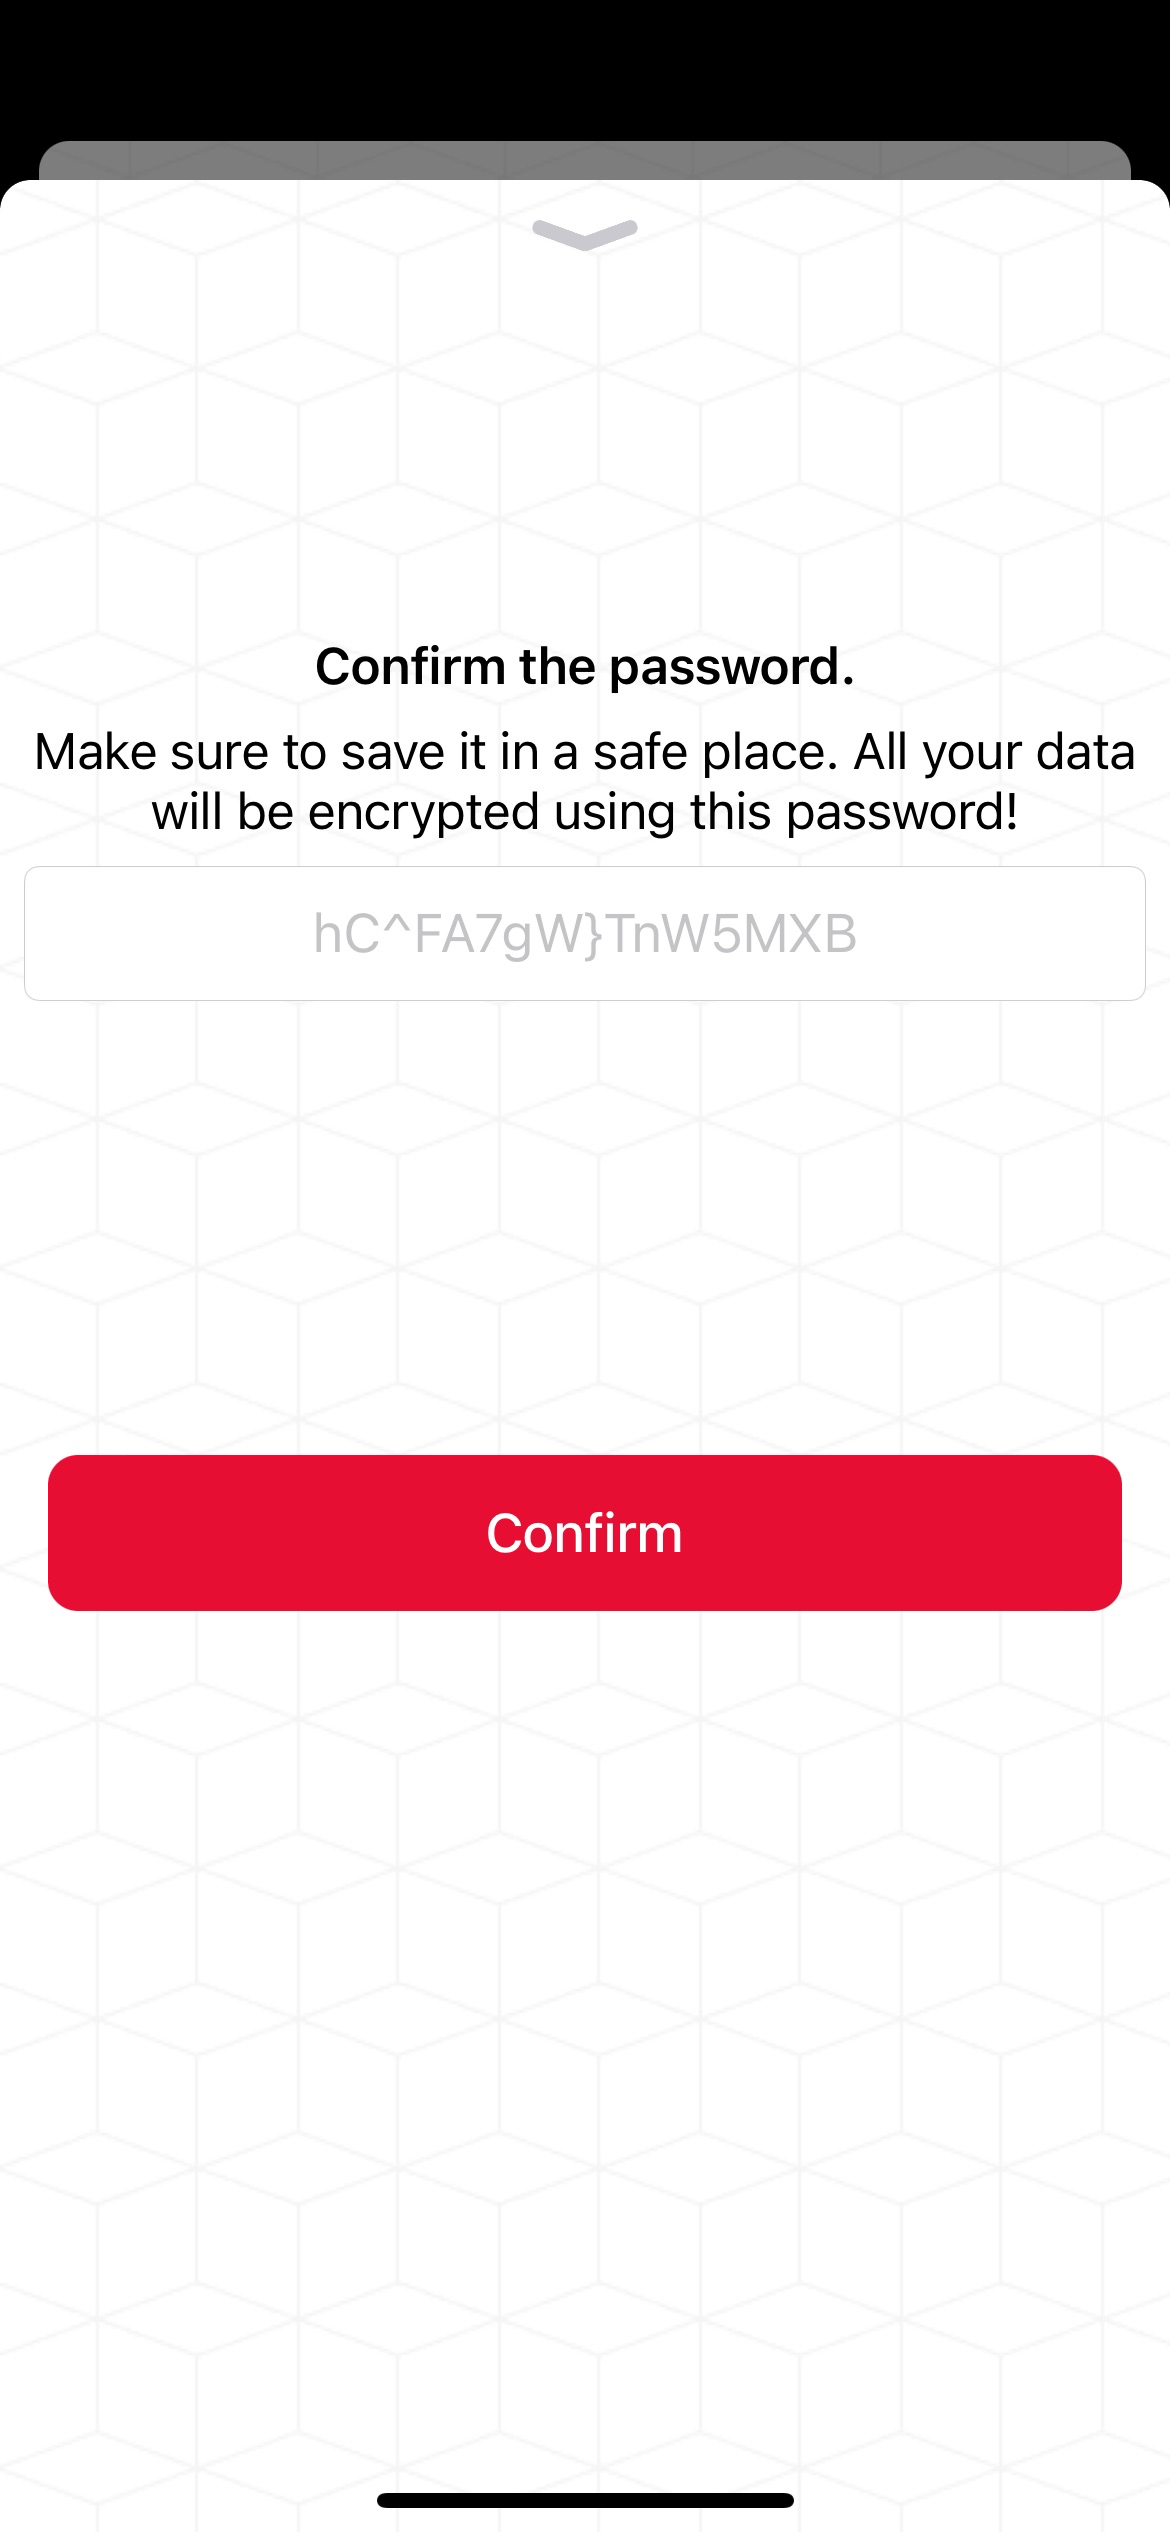 Confirm the password.
Make sure to save it in a safe place. All your data
will be encrypted using this password!
hC^FA7gW}TnW5MXB
Confirm